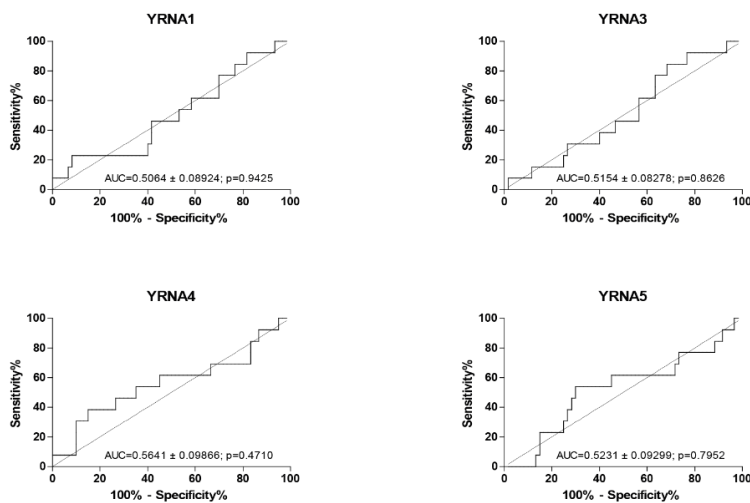 YRNA1
100
80
60
40
20
0
Sensitivity%
AUC=0.5064 ± 0.08924; p=0.9425
0 20 40 60 80 100
100% - Specificity%
YRNA3
100
80
60
40
20
0
Sensitivity%
AUC=0.5154 ± 0.08278; p=0.8626
0 20 40 60 80 100
100% - Specificity%
YRNA4
100
80
60
40
20
0
Sensitivity%
AUC=0.5641 ± 0.09866; p=0.4710
0 20 40 60 80 100
100% - Specificity%
YRNA5
100
80
60
40
20
0
Sensitivity%
AUC=0.5231 ± 0.09299; p=0.7952
0 20 40 60 80 100
100% - Specificity%